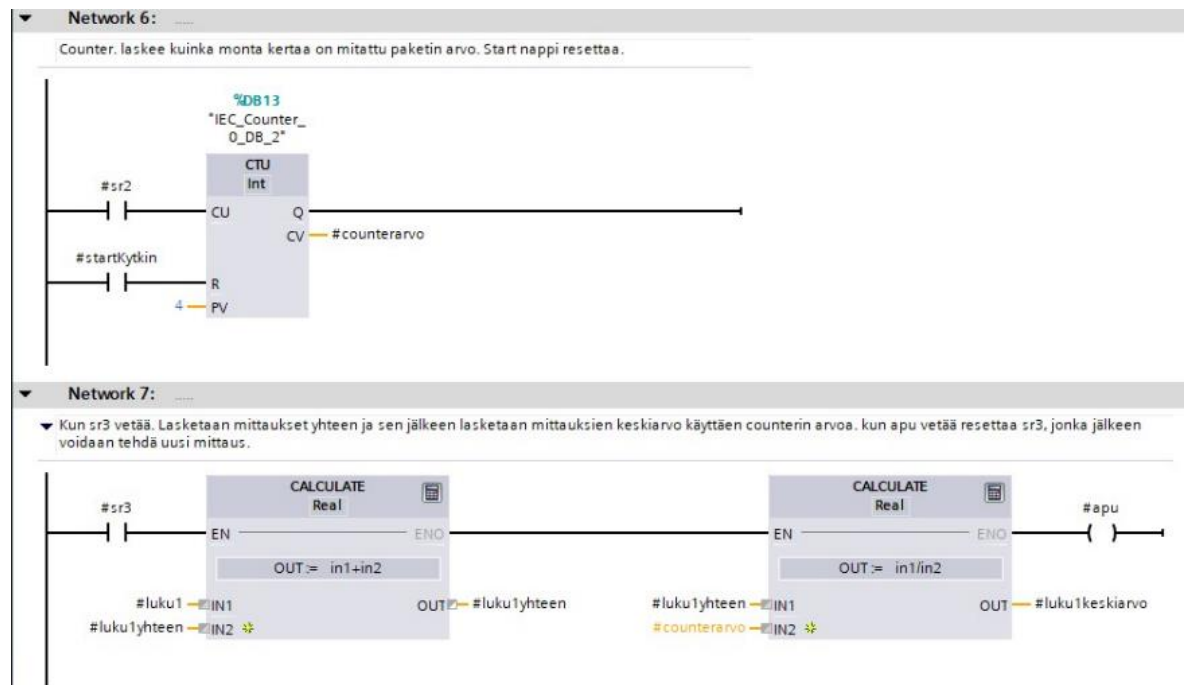 Network 6: .....
Counter. laskee kuinka monta kertaa on mitattu paketin arvo. Start nappi resettaa.
%DB13
"IEC_Counter_
0_DB_2"
CTU
Int
#sr2
CU Q
CV #counterarvo
#startKytkin
R
4 PV
Network 7: .....
Kun sr3 vetää. Lasketaan mittaukset yhteen ja sen jälkeen lasketaan mittauksien keskiarvo käyttäen counterin arvoa. kun apu vetää resettaa sr3, jonka jälkeen
voidaan tehdä uusi mittaus.
CALCULATE CALCULATE
Real Real
#sr3 #apu
EN ENO EN ENO
OUT := in1+in2 OUT := in1/in2
#luku1 IN1 OUT #luku1yhteen #luku1yhteen IN1 OUT #luku1keskiarvo
#luku1yhteen IN2 #counterarvo IN2